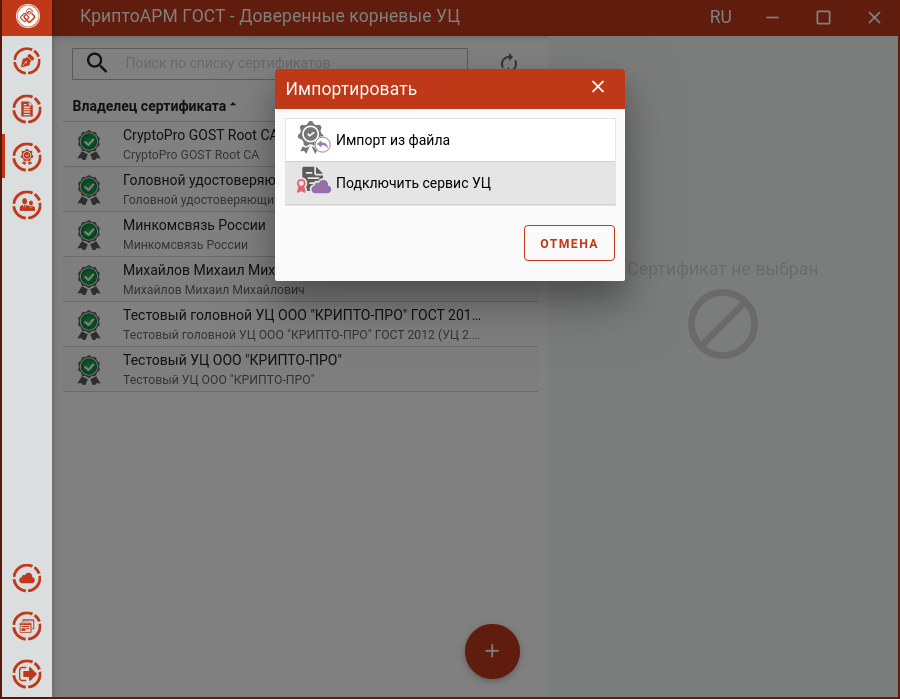 КриптоАРМ ГОСТ - Доверенные корневые УЦ
RU
Поиск по списку сертификатов
Импортировать
Владелец сертификата
Импорт из файла
Подключить сервис УЦ
ОТМЕНА
CryptoPro GOST Root CA
CryptoPro GOST Root CA
Головной
Головной
Минкомсвязь России
Минкомсвязь России
Михайлов Михаил
Михайлов Михаил Михайлович
Тестовый головной УЦ ООО "КРИПТО-ПРО" ГОСТ 201...
Тестовый головной УЦ ООО "КРИПТО-ПРО" ГОСТ 2012 (УЦ 2....
Тестовый УЦ ООО "КРИПТО-ПРО"
Тестовый УЦ ООО "КРИПТО-ПРО"
Сертификат не выбран